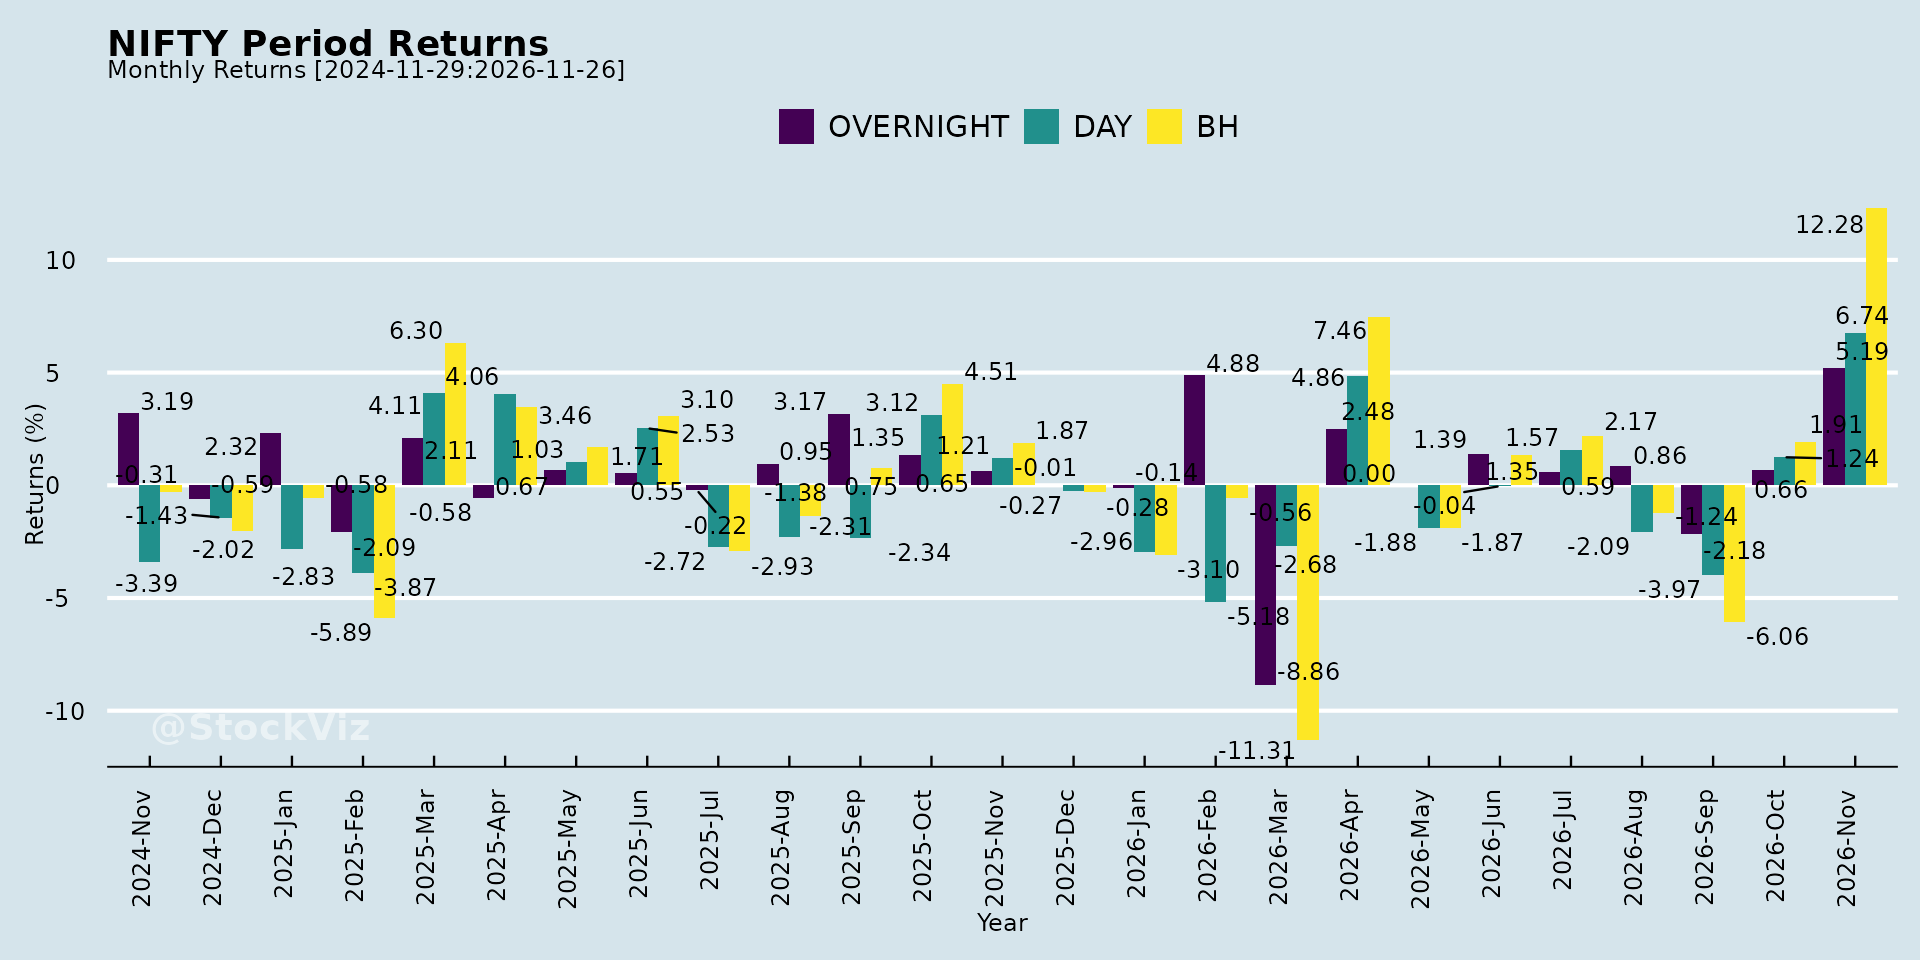 NIFTY Period Returns
Monthly Returns [2024-11-29:2026-11-26]
OVERNIGHT DAY BH
Returns (%)
10
5
0
-5
-10
3.19
-0.31
-3.39
-0.59
-1.43
-2.02
2.32
-2.83
-0.58
-2.09
-3.87
-5.89
2.11
4.11
6.30
-0.58
4.06
3.46
0.67
1.03
1.71
0.55
2.53
3.10
-0.22
-2.72
-2.93
0.95
-2.31
-1.38
3.17
-2.34
0.75
1.35
3.12
4.51
0.65
1.21
1.87
-0.01
-0.27
-0.28
-0.14
-2.96
-3.10
4.88
-5.18
-0.56
-8.86
-2.68
-11.31
2.48
4.86
7.46
0.00
-1.88
-1.87
1.39
-0.04
1.35
0.59
1.57
2.17
0.86
-2.09
-1.24
-2.18
-3.97
-6.06
0.66
1.24
1.91
5.19
6.74
12.28
@StockViz
2024-Nov
2024-Dec
2025-Jan
2025-Feb
2025-Mar
2025-Apr
2025-May
2025-Jun
2025-Jul
2025-Aug
2025-Sep
2025-Oct
2025-Nov
2025-Dec
2026-Jan
2026-Feb
2026-Mar
2026-Apr
2026-May
2026-Jun
2026-Jul
2026-Aug
2026-Sep
2026-Oct
2026-Nov
Year